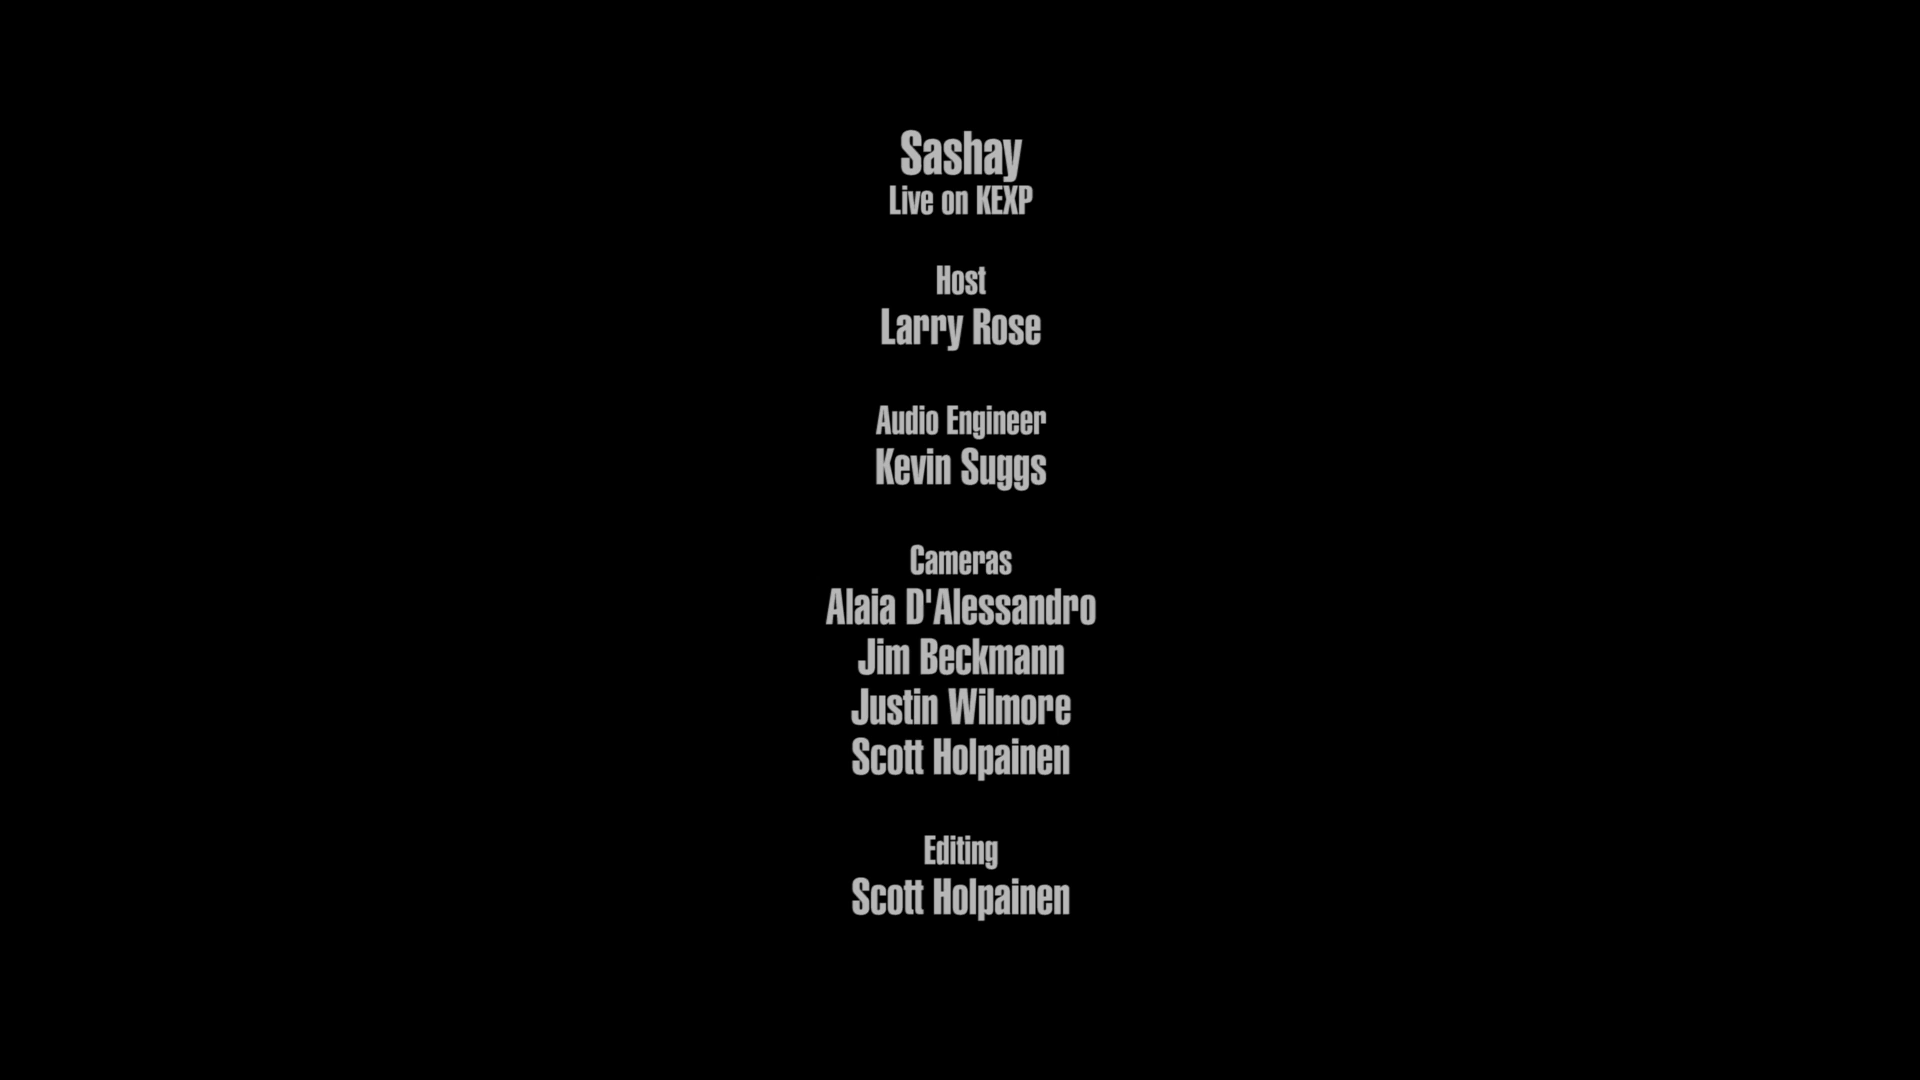 Sashay
Live on KEXP
Host
Larry Rose
Audio Engineer
Kevin Suggs
Cameras
Alaia D'Alessandro
Jim Beckmann
Justin Wilmore
Scott Holpainen
Editing
Scott Holpainen